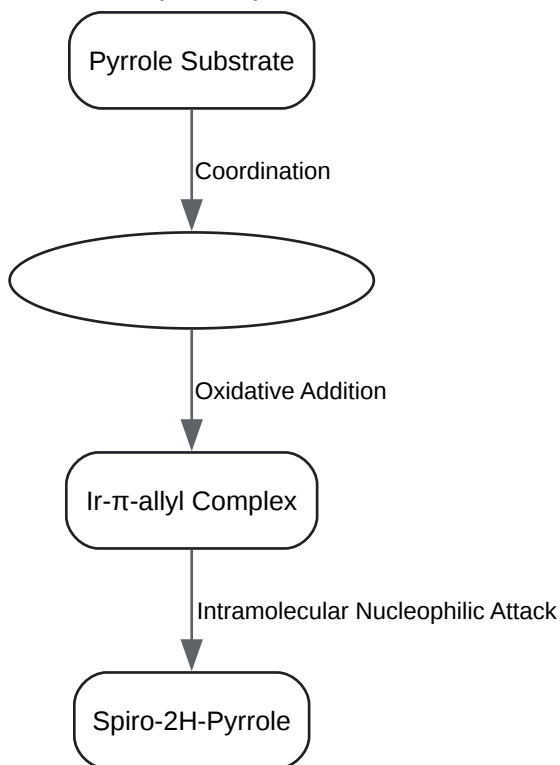 Pyrrole Substrate
Coordination
Oxidative Addition
Ir-π-allyl Complex
Intramolecular Nucleophilic Attack
Spiro-2H-Pyrrole